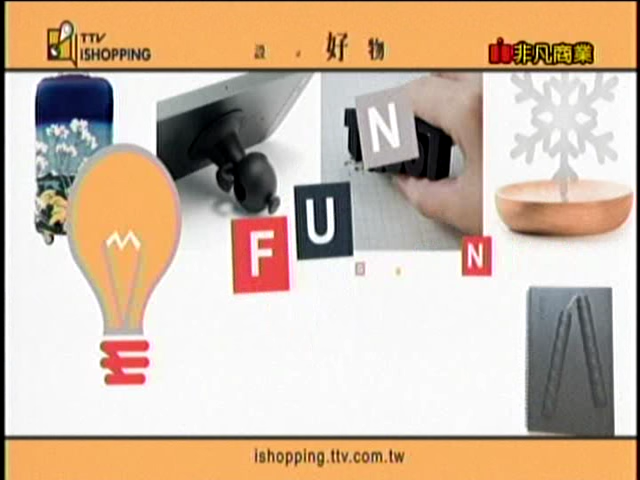 TTV
iSHOPPING
設 好 物
非凡商業
N
F U
N
ishopping.ttv.com.tw